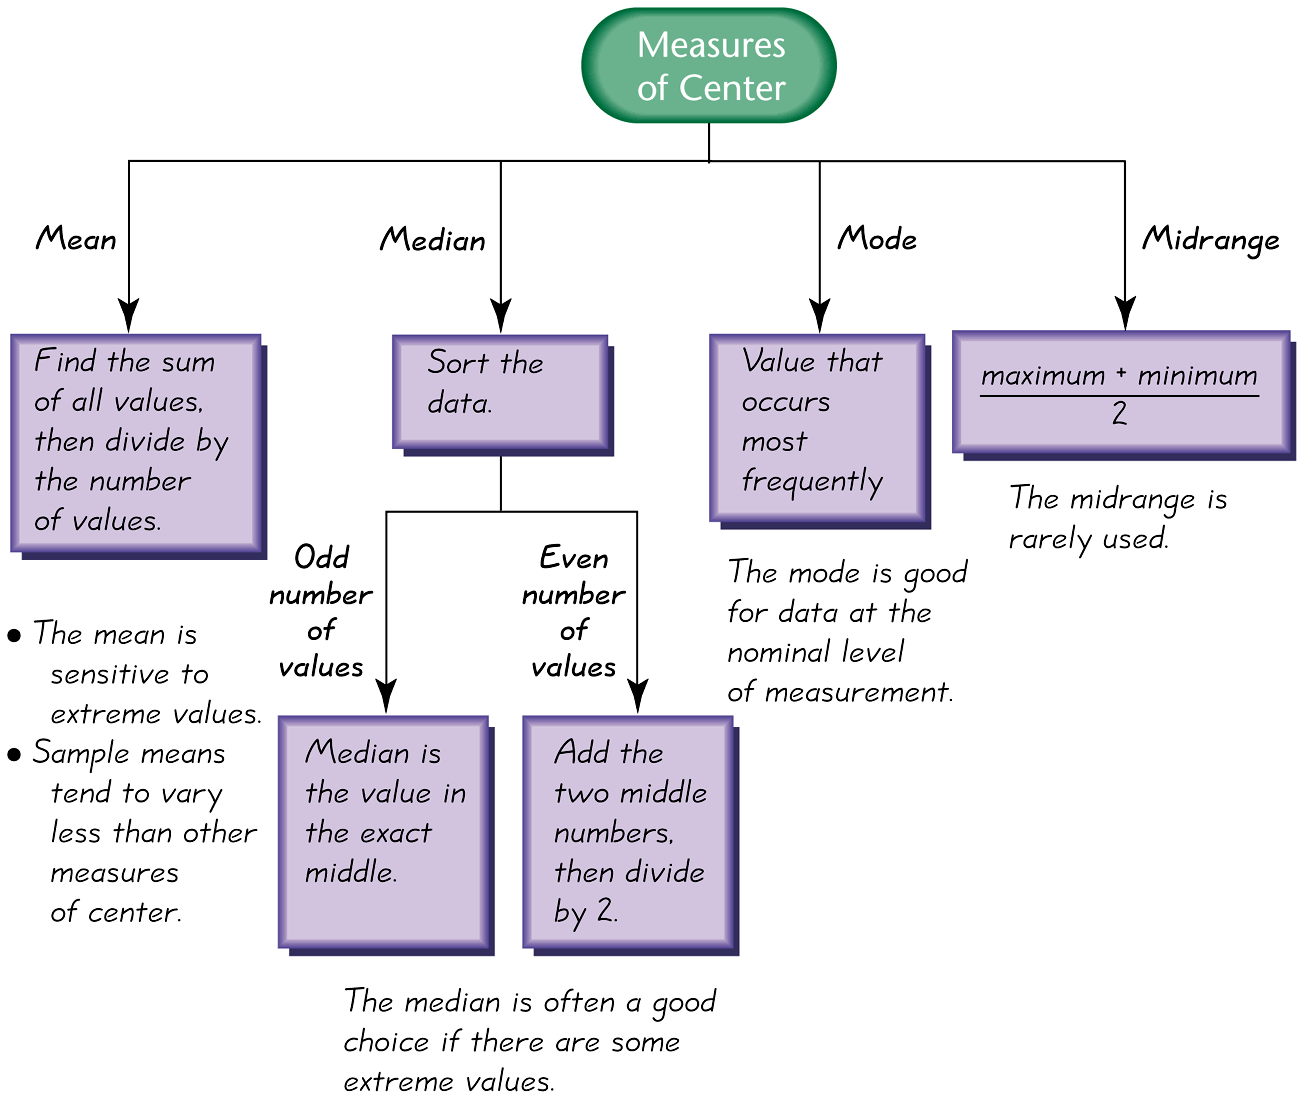 Measures
of Center
Mean
Median
Mode
Midrange
Find the sum
of all values,
then divide by
the number
of values.
Sort the
data.
Value that
occurs
most
frequently
maximum + minimum
2
The midrange is
rarely used.
The mode is good
for data at the
nominal level
of measurement.
Odd
number
of
values
Even
number
of
values
• The mean is
sensitive to
extreme values.
• Sample means
tend to vary
less than other
measures
of center.
Median is
the value in
the exact
middle.
Add the
two middle
numbers,
then divide
by 2.
The median is often a good
choice if there are some
extreme values.